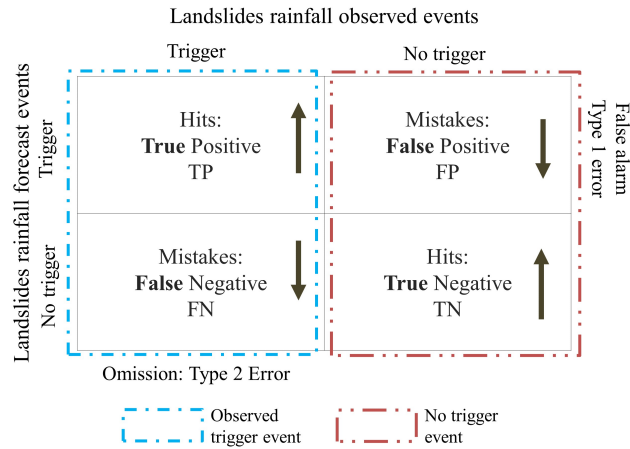 Landslides rainfall observed events
Trigger
No trigger
Landslides rainfall forecast events
Trigger
No trigger
Hits:
True Positive
TP
Mistakes:
False Positive
FP
False alarm
Type 1 error
Mistakes:
False Negative
FN
Hits:
True Negative
TN
Omission: Type 2 Error
Observed
trigger event
No trigger
event